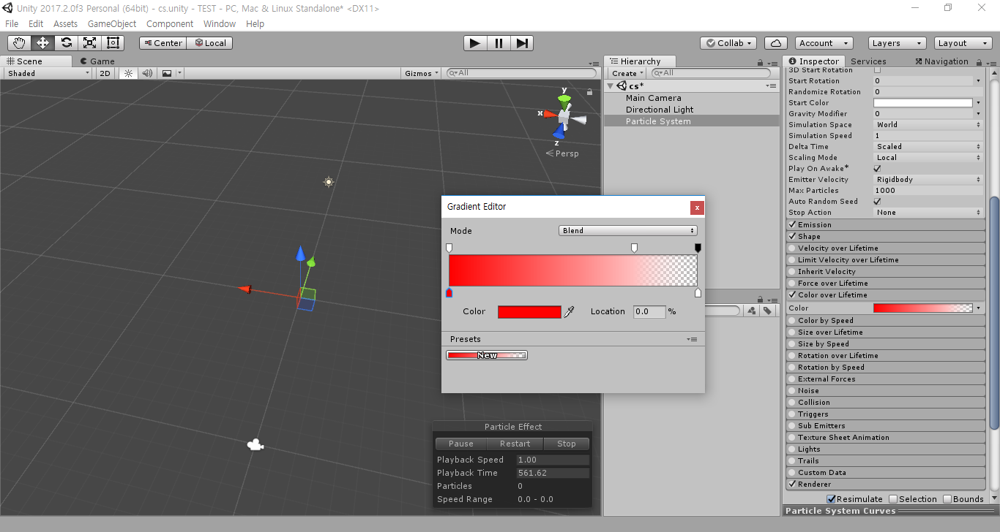 Unity 2017.2.0f3 Personal (64bit) - cs.unity - TEST - PC, Mac & Linux Standalone* <DX11>
File Edit Assets GameObject Component Window Help
Center Local Collab Account Layers Layout
Scene Game
Shaded 2D Gizmos All
y
x
z
Persp
Hierarchy
Create All
cs*
Main Camera
Directional Light
Particle System
Inspector Services Navigation
3D Start Rotation
Start Rotation 0
Randomize Rotation 0
Start Color
Gravity Modifier 0
Simulation Space World
Simulation Speed 1
Delta Time Scaled
Scaling Mode Local
Play On Awake*
Emitter Velocity Rigidbody
Max Particles 1000
Auto Random Seed
Stop Action None
Emission
Shape
Velocity over Lifetime
Limit Velocity over Lifetime
Inherit Velocity
Force over Lifetime
Color over Lifetime
Color
Color by Speed
Size over Lifetime
Size by Speed
Rotation over Lifetime
Rotation by Speed
External Forces
Noise
Collision
Triggers
Sub Emitters
Texture Sheet Animation
Lights
Trails
Custom Data
Renderer
Resimulate Selection Bounds
Particle System Curves
Gradient Editor
x
Mode Blend
Color Location 0.0 %
Presets
New
Particle Effect
Pause Restart Stop
Playback Speed 1.00
Playback Time 561.62
Particles 0
Speed Range 0.0 - 0.0